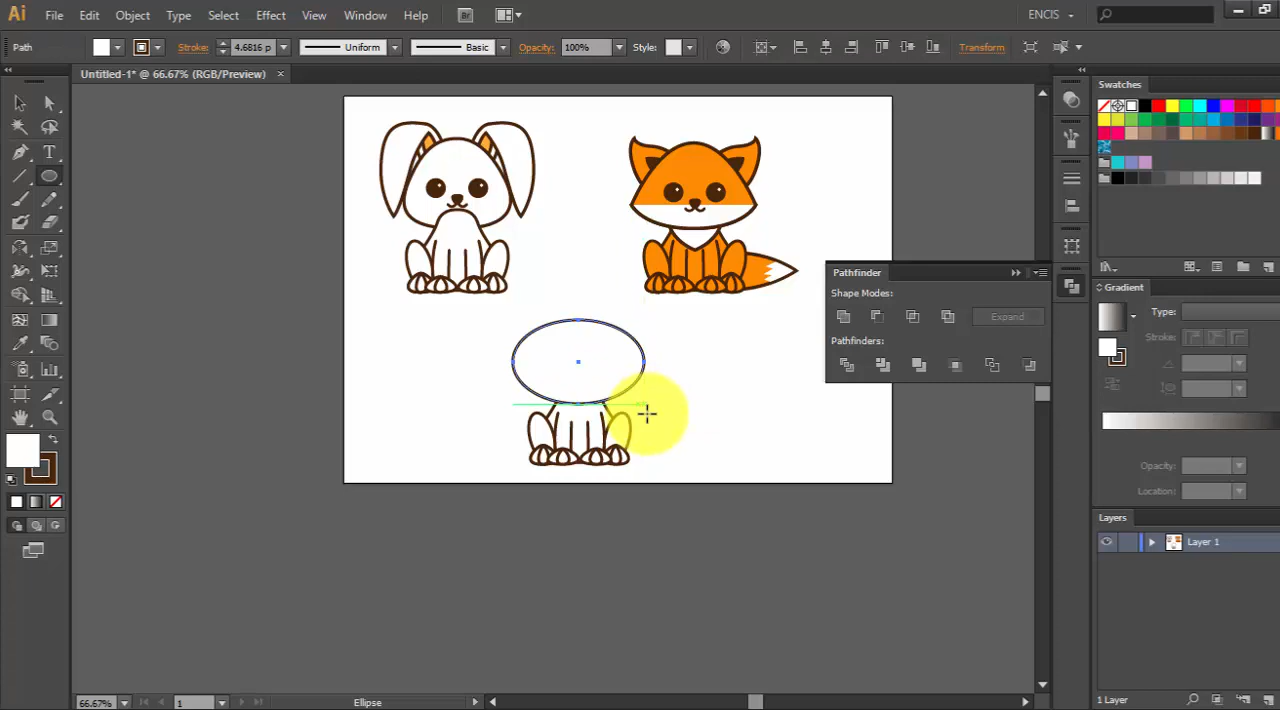 Ai File Edit Object Type Select Effect View Window Help Br ENCIS
Path Stroke: 4.6816 p Uniform Basic Opacity: 100% Style: Transform
Untitled-1* @ 66.67% (RGB/Preview) ×
Swatches
T
Pathfinder
Shape Modes:
Expand
Pathfinders:
Gradient
Type:
Stroke:
Opacity:
Location:
Layers
Layer 1
66.67% 1 Ellipse
1 Layer